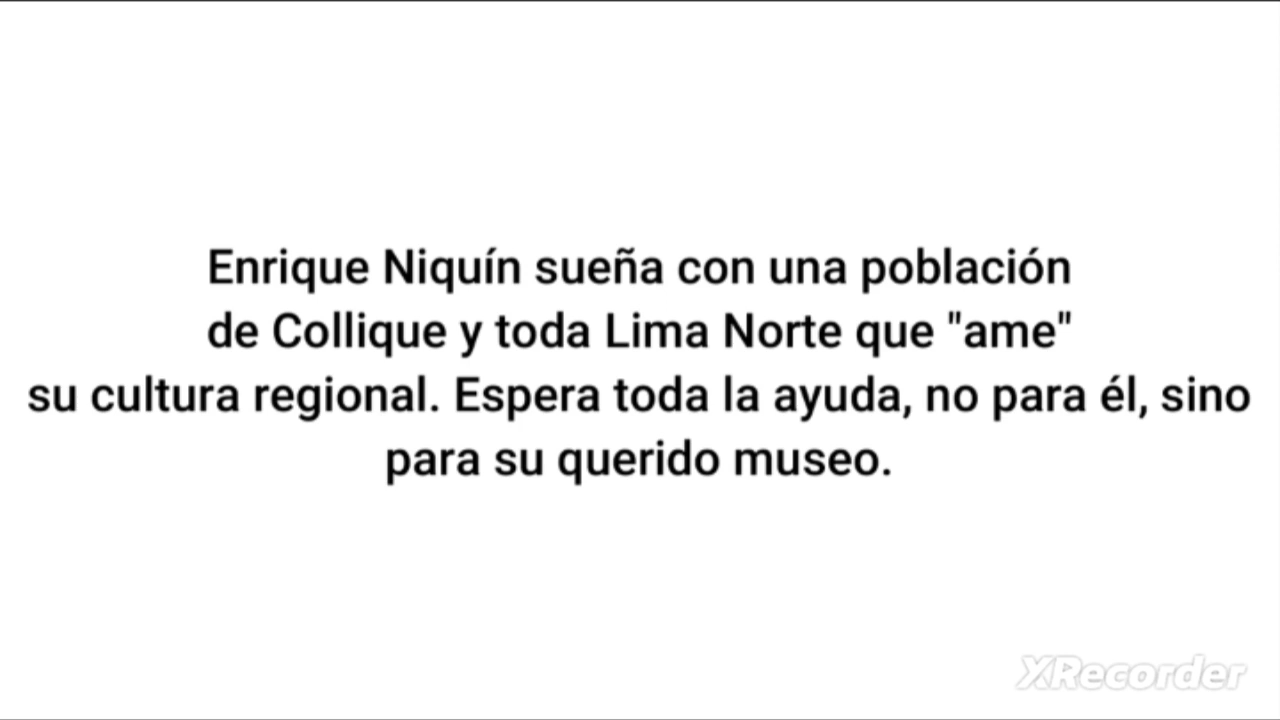 Enrique Niquín sueña con una población
de Collique y toda Lima Norte que "ame"
su cultura regional. Espera toda la ayuda, no para él, sino
para su querido museo.
XRecorder